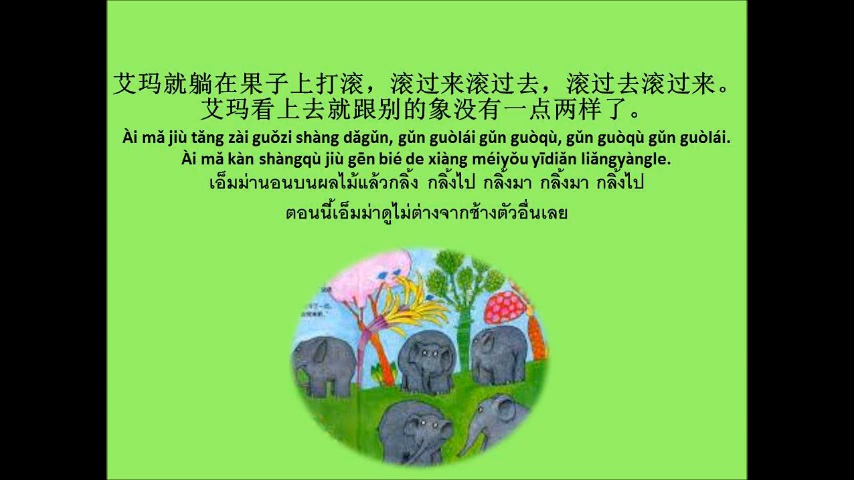 艾玛就躺在果子上打滚，滚过来滚过去，滚过去滚过来。
艾玛看上去就跟别的象没有一点两样了。
Ài mǎ jiù tǎng zài guǒzi shàng dǎgǔn, gǔn guòlái gǔn guòqù, gǔn guòqù gǔn guòlái.
Ài mǎ kàn shàngqù jiù gēn bié de xiàng méiyǒu yīdiǎn liǎngyàngle.
เอ็มม่านอนบนผลไม้แล้วกลิ้ง กลิ้งไป กลิ้งมา กลิ้งมา กลิ้งไป
ตอนนี้เอ็มม่าดูไม่ต่างจากช้างตัวอื่นเลย